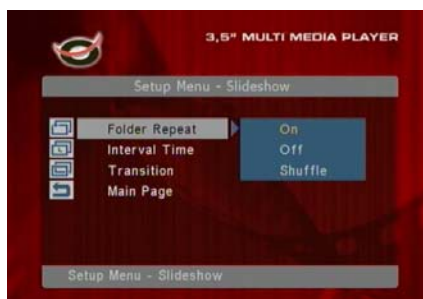 3,5" MULTI MEDIA PLAYER
Setup Menu - Slideshow
Folder Repeat
On
Interval Time
Off
Transition
Shuffle
Main Page
Setup Menu - Slideshow